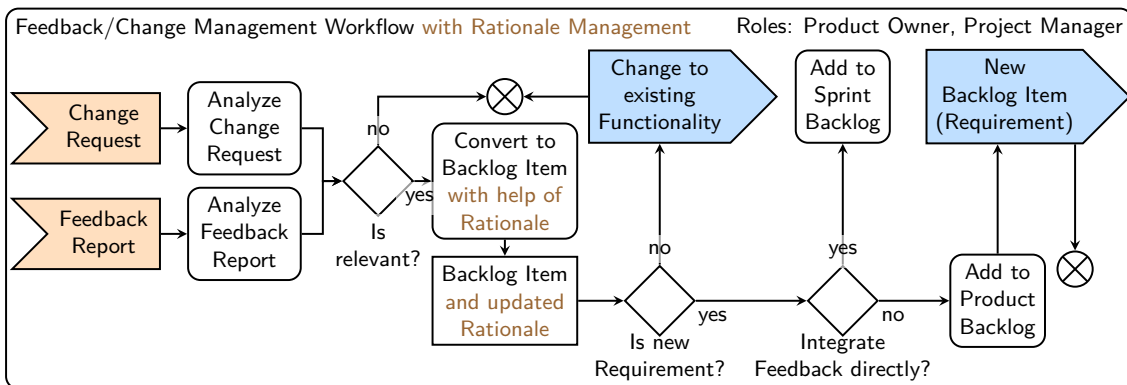 Feedback/Change Management Workflow with Rationale Management
Roles: Product Owner, Project Manager
Change
Request
Analyze
Change
Request
Feedback
Report
Analyze
Feedback
Report
Is
relevant?
no
yes
Convert to
Backlog Item
with help of
Rationale
Backlog Item
and updated
Rationale
Is new
Requirement?
no
yes
Change to
existing
Functionality
Integrate
Feedback directly?
yes
no
Add to
Sprint
Backlog
Add to
Product
Backlog
New
Backlog Item
(Requirement)